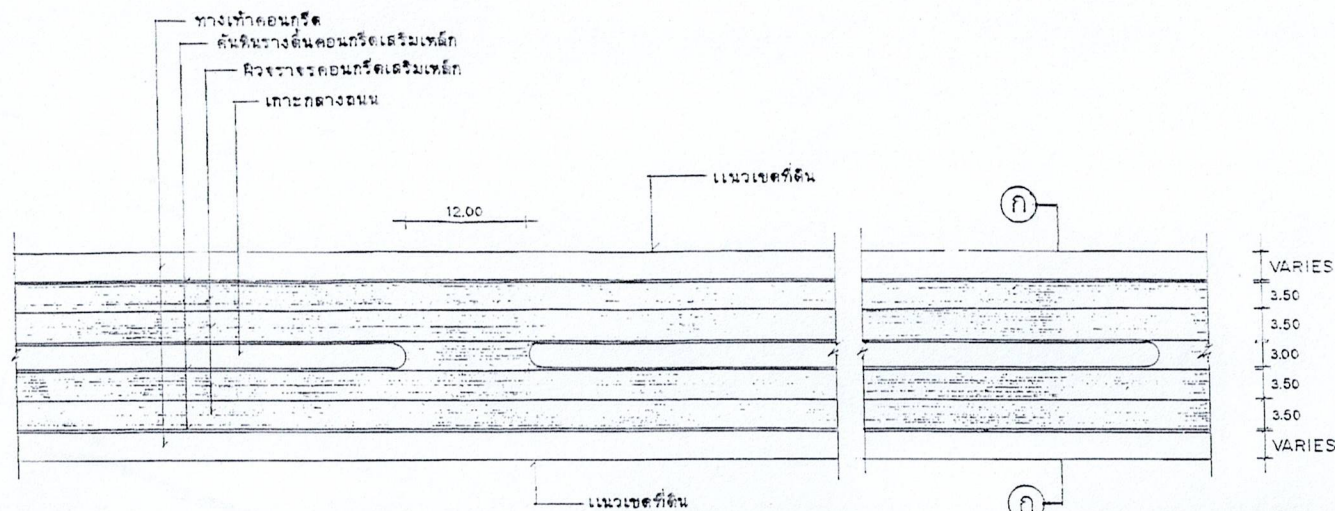 ทางเท้าคอนกรีต
คันหินรางตื้นคอนกรีตเสริมเหล็ก
ผิวจราจรคอนกรีตเสริมเหล็ก
เกาะกลางถนน
แนวเขตที่ดิน
12.00
ก
VARIES
3.50
3.50
3.00
3.50
3.50
VARIES
แนวเขตที่ดิน
ก